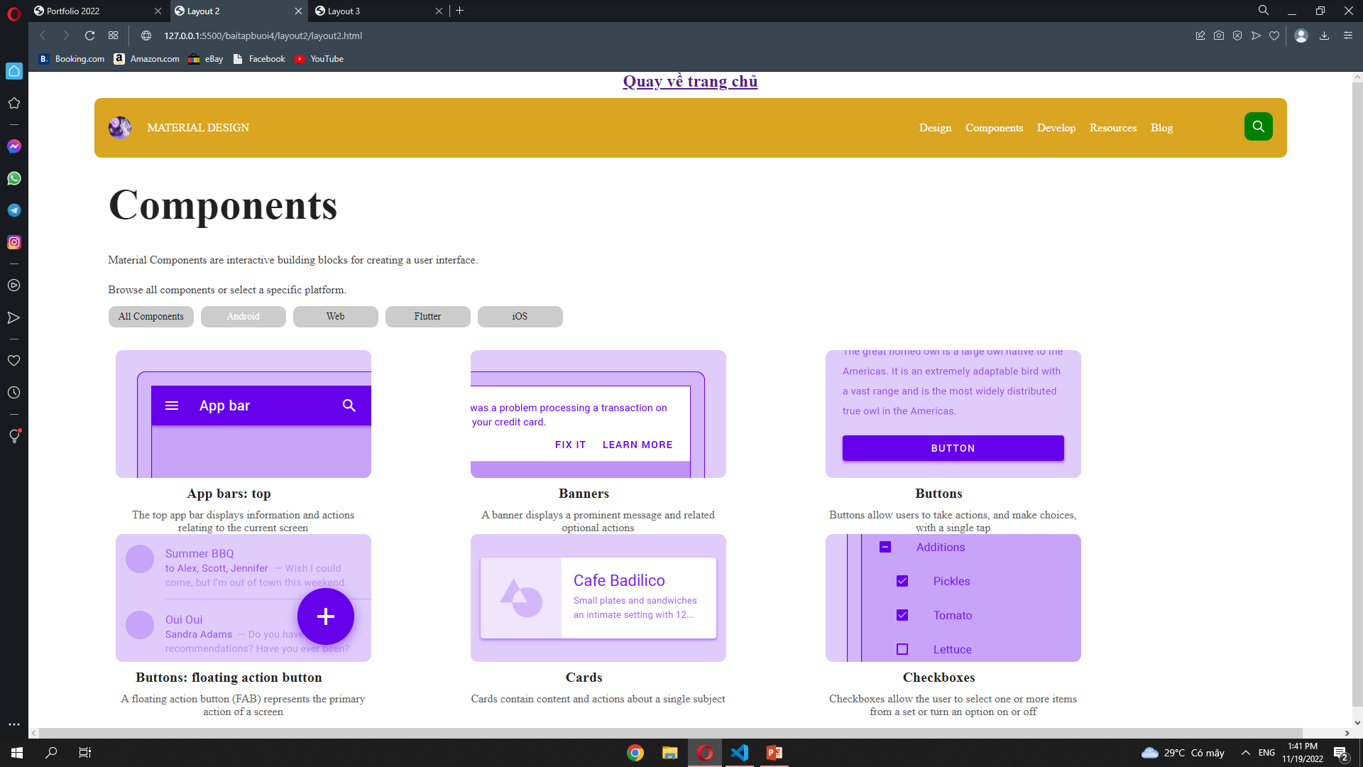 Portfolio 2022
Layout 2
Layout 3
127.0.0.1:5500/baitapbuoi4/layout2/layout2.html
B.
Booking.com
a
Amazon.com
eBay
Facebook
YouTube
Quay về trang chủ
MATERIAL DESIGN
Design
Components
Develop
Resources
Blog
Components
Material Components are interactive building blocks for creating a user interface.
Browse all components or select a specific platform.
All Components
Android
Web
Flutter
iOS
App bar
was a problem processing a transaction on
your credit card.
FIX IT
LEARN MORE
The great horned owl is a large owl native to the
Americas. It is an extremely adaptable bird with
a vast range and is the most widely distributed
true owl in the Americas.
BUTTON
App bars: top
Banners
Buttons
The top app bar displays information and actions
relating to the current screen
A banner displays a prominent message and related
optional actions
Buttons allow users to take actions, and make choices,
with a single tap
Summer BBQ
to Alex, Scott, Jennifer — Wish I could
come, but I'm out of town this weekend.
Oui Oui
Sandra Adams — Do you have
recommendations? Have you ever been?
Cafe Badilico
Small plates and sandwiches
an intimate setting with 12...
Additions
Pickles
Tomato
Lettuce
Buttons: floating action button
Cards
Checkboxes
A floating action button (FAB) represents the primary
action of a screen
Cards contain content and actions about a single subject
Checkboxes allow the user to select one or more items
from a set or turn an option on or off
29°C Có mây
ENG
1:41 PM
11/19/2022
2